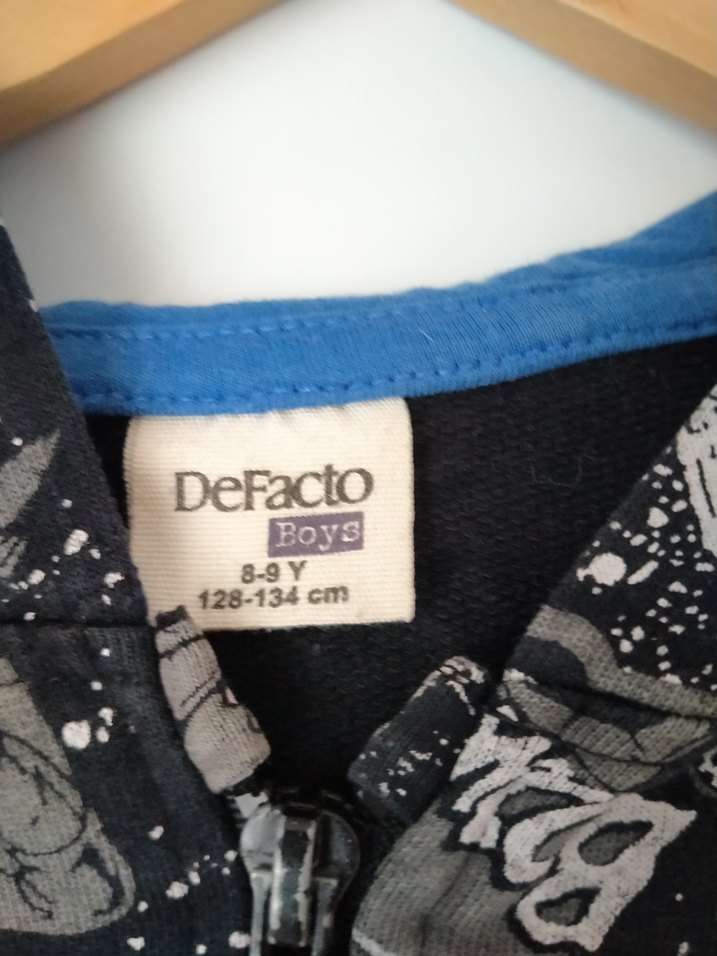 DeFacto
Boys
8-9 Y
128-134 cm